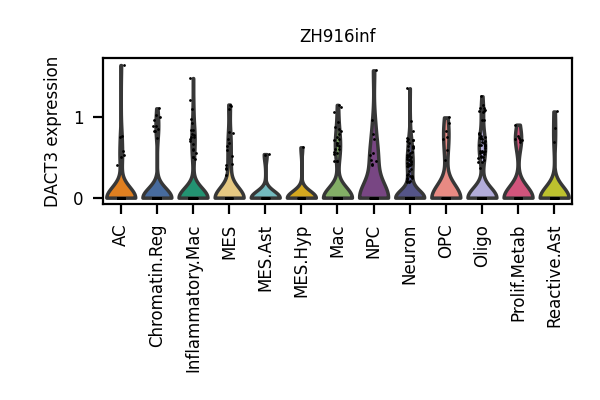 ZH916inf
DACT3 expression
1
0
AC
Chromatin.Reg
Inflammatory.Mac
MES
MES.Ast
MES.Hyp
Mac
NPC
Neuron
OPC
Oligo
Prolif.Metab
Reactive.Ast